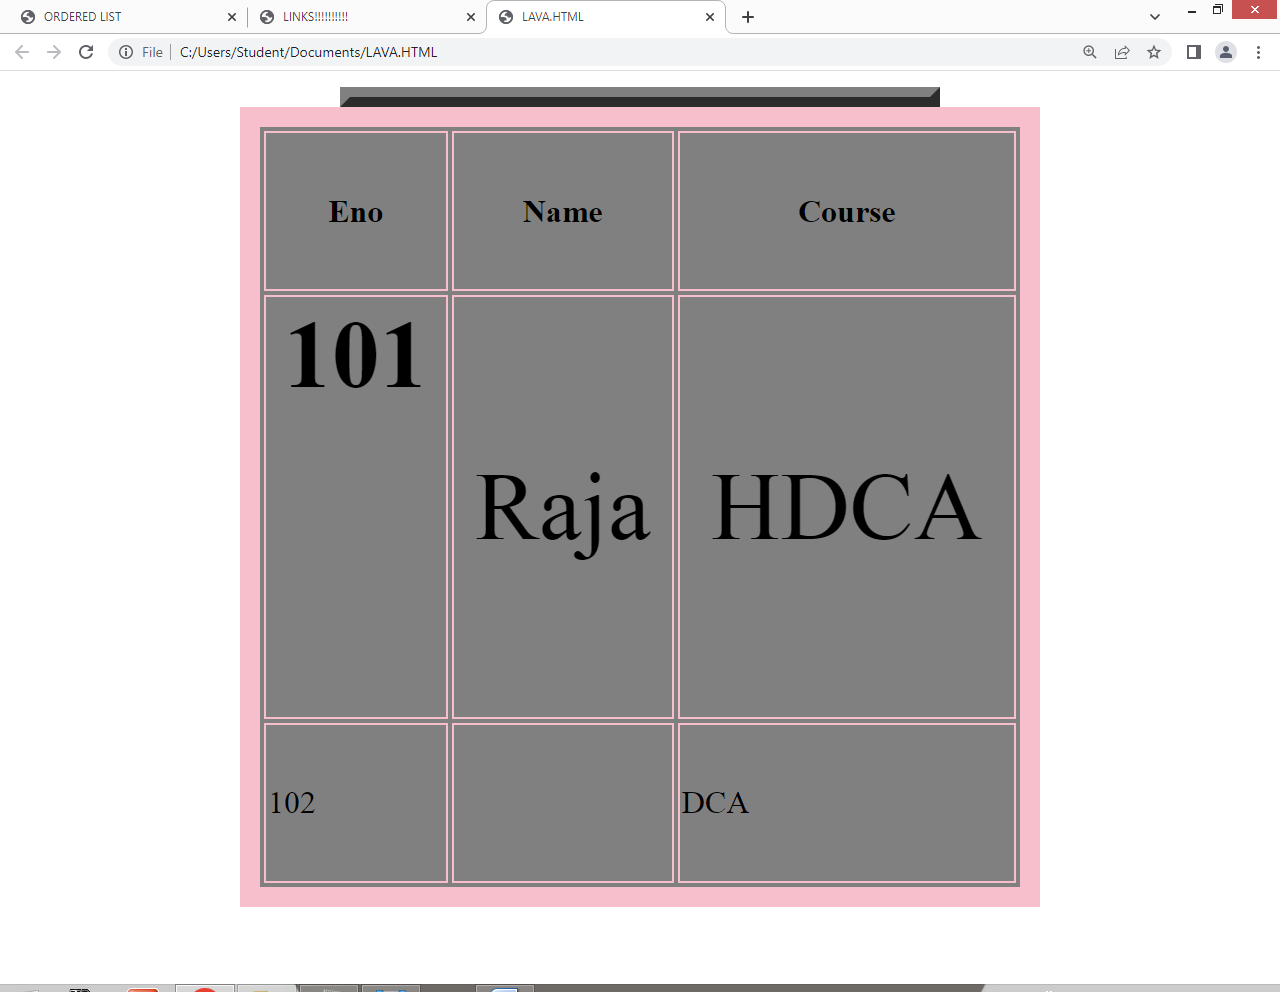 ORDERED LIST
LINKS!!!!!!!!!!
LAVA.HTML
File C:/Users/Student/Documents/LAVA.HTML
Eno Name Course
101 Raja HDCA
102 DCA